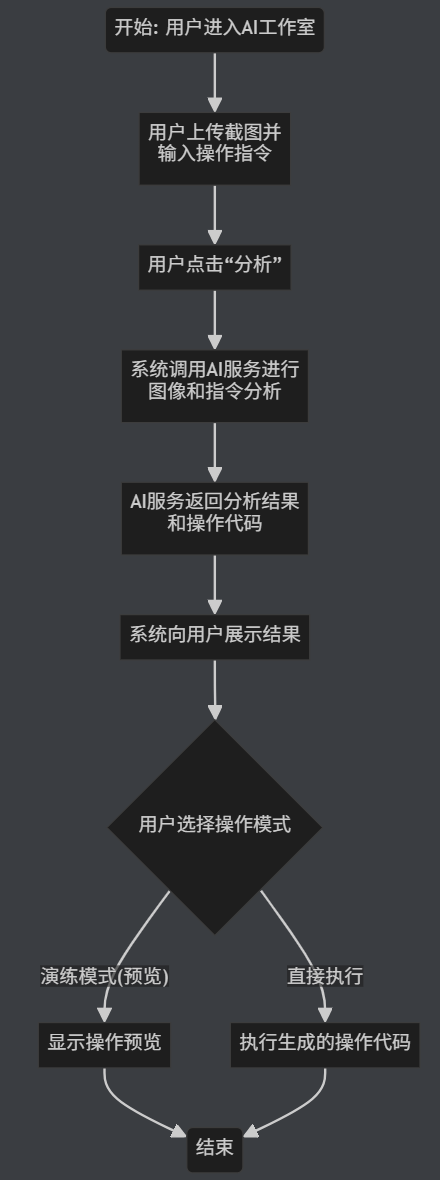 开始: 用户进入AI工作室
用户上传截图并
输入操作指令
用户点击“分析”
系统调用AI服务进行
图像和指令分析
AI服务返回分析结果
和操作代码
系统向用户展示结果
用户选择操作模式
演练模式(预览)
直接执行
显示操作预览
执行生成的操作代码
结束